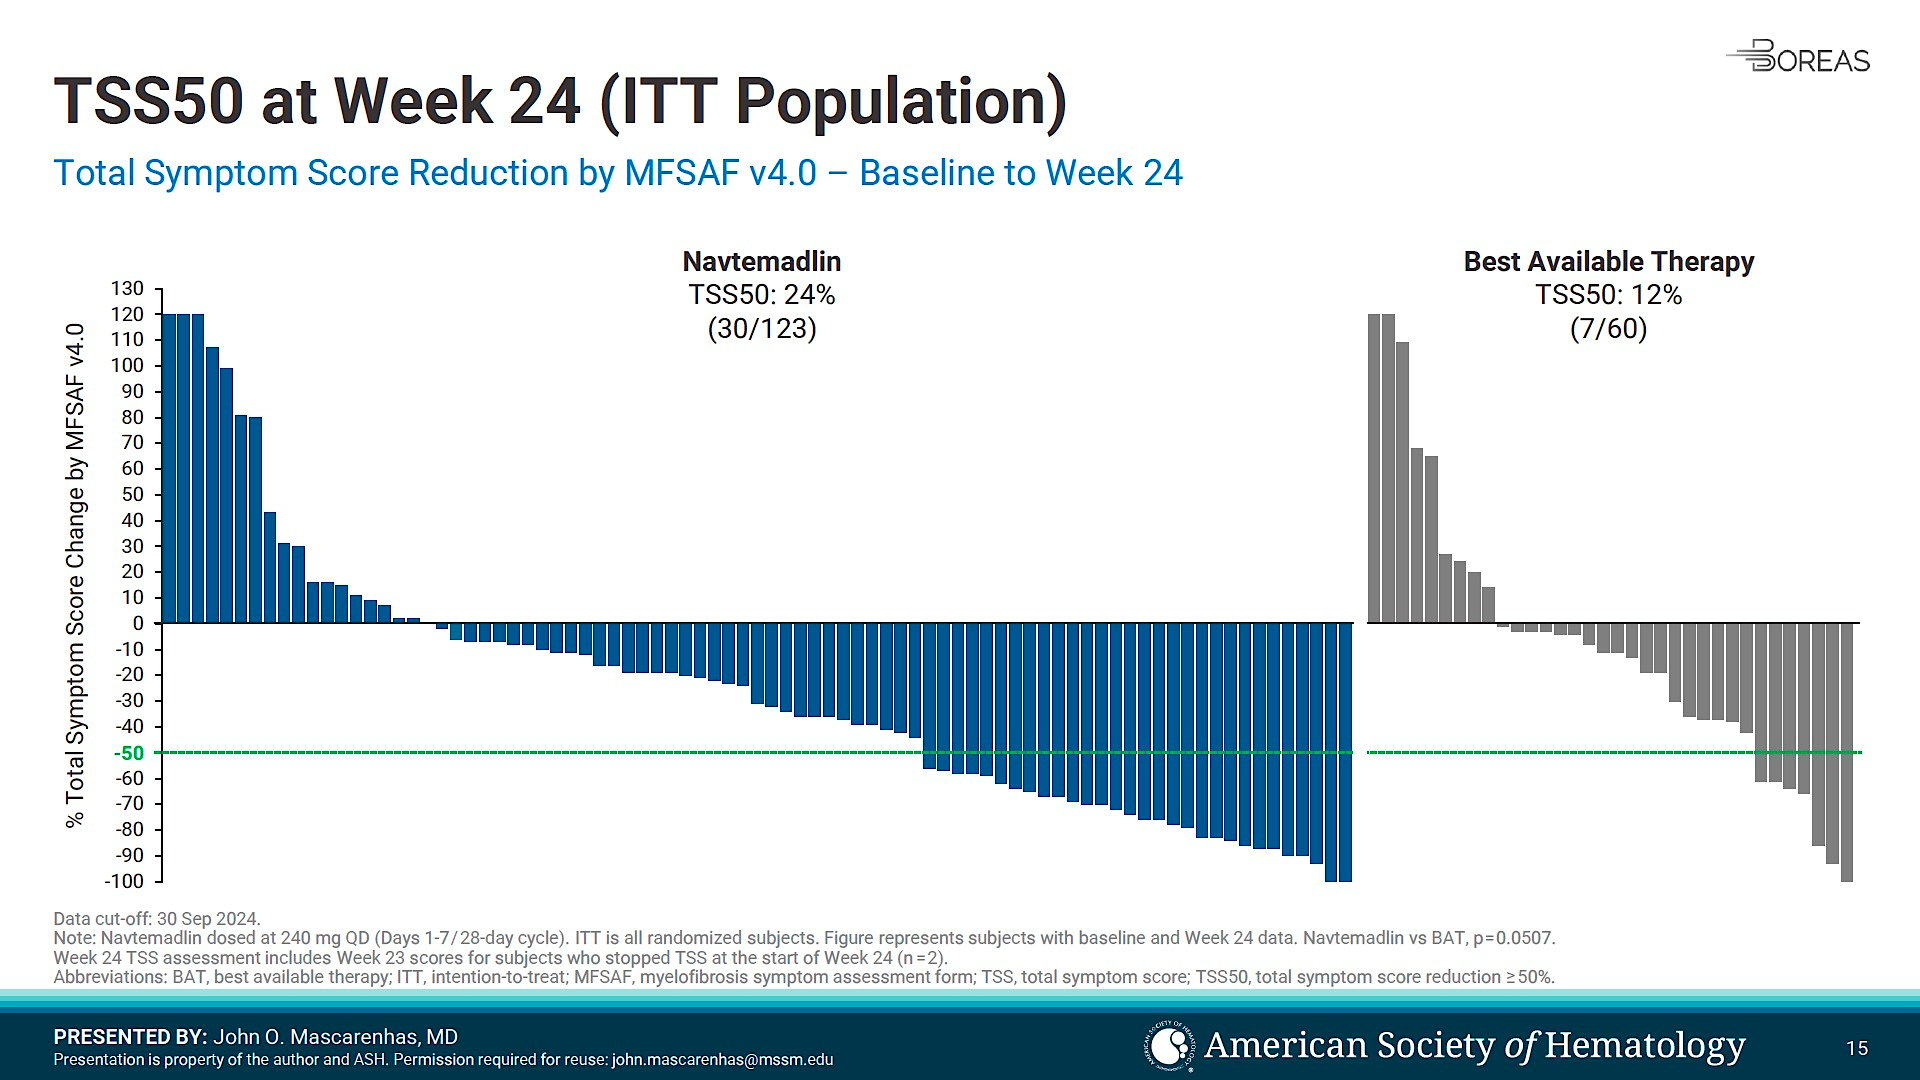 BOREAS
TSS50 at Week 24 (ITT Population)
Total Symptom Score Reduction by MFSAF v4.0 – Baseline to Week 24
Navtemadlin
TSS50: 24%
(30/123)
Best Available Therapy
TSS50: 12%
(7/60)
% Total Symptom Score Change by MFSAF v4.0
130
120
110
100
90
80
70
60
50
40
30
20
10
0
-10
-20
-30
-40
-50
-60
-70
-80
-90
-100
Data cut-off: 30 Sep 2024.
Note: Navtemadlin dosed at 240 mg QD (Days 1-7/28-day cycle). ITT is all randomized subjects. Figure represents subjects with baseline and Week 24 data. Navtemadlin vs BAT, p=0.0507.
Week 24 TSS assessment includes Week 23 scores for subjects who stopped TSS at the start of Week 24 (n=2).
Abbreviations: BAT, best available therapy; ITT, intention-to-treat; MFSAF, myelofibrosis symptom assessment form; TSS, total symptom score; TSS50, total symptom score reduction ≥50%.
PRESENTED BY: John O. Mascarenhas, MD
Presentation is property of the author and ASH. Permission required for reuse: john.mascarenhas@mssm.edu
AMERICAN SOCIETY OF HEMATOLOGY
American Society of Hematology
15